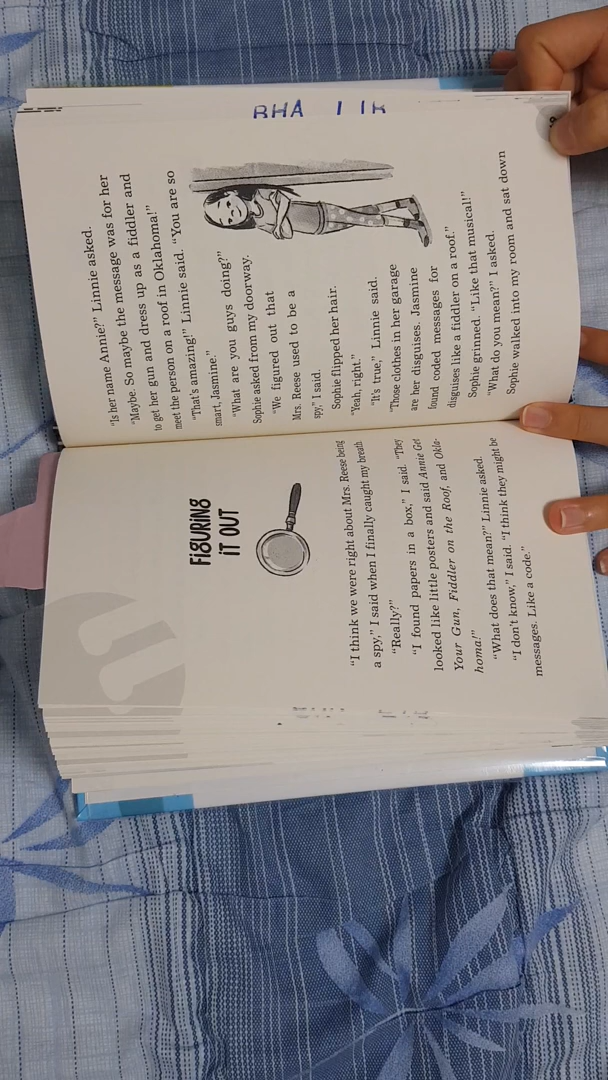 FiGURiNG
iT OUT
"I think we were right about Mrs. Reese being
a spy," I said when I finally caught my breath
"Really?"
"I found papers in a box," I said. "They
looked like little posters and said Annie Get
Your Gun, Fiddler on the Roof, and Okla-
homa!"
"What does that mean?" Linnie asked.
"I don't know," I said. "I think they might be
messages. Like a code."
"Is her name Annie?" Linnie asked.
"Maybe. So maybe the message was for her
to get her gun and dress up as a fiddler and
meet the person on a roof in Oklahoma!"
"That's amazing!" Linnie said. "You are so
smart, Jasmine."
"What are you guys doing?"
Sophie asked from my doorway.
"We figured out that
Mrs. Reese used to be a
spy," I said.
Sophie flipped her hair.
"Yeah, right."
"It's true," Linnie said.
"Those clothes in her garage
are her disguises. Jasmine
found coded messages for
disguises like a fiddler on a roof."
Sophie grinned. "Like that musical!"
"What do you mean?" I asked.
Sophie walked into my room and sat down